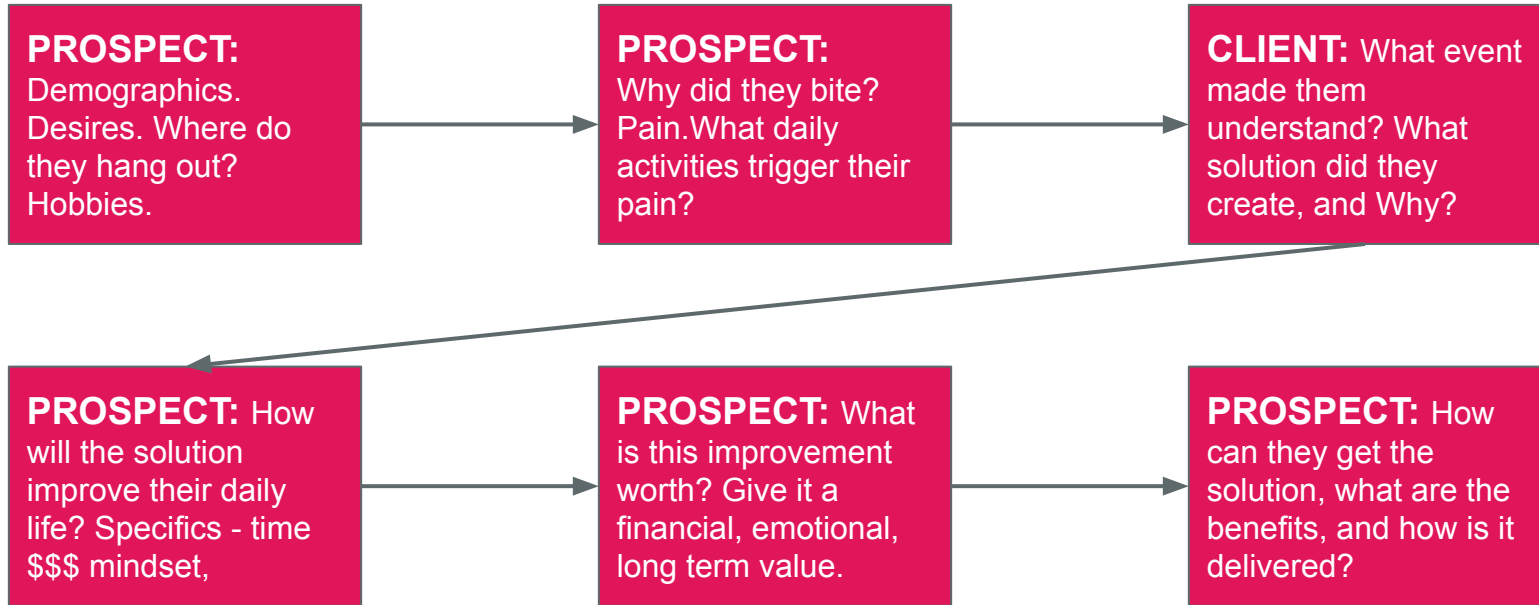 PROSPECT:
Demographics.
Desires. Where do
they hang out?
Hobbies.
PROSPECT:
Why did they bite?
Pain.What daily
activities trigger their
pain?
CLIENT: What event
made them
understand? What
solution did they
create, and Why?
PROSPECT: How
will the solution
improve their daily
life? Specifics - time
$$$ mindset,
PROSPECT: What
is this improvement
worth? Give it a
financial, emotional,
long term value.
PROSPECT: How
can they get the
solution, what are the
benefits, and how is it
delivered?